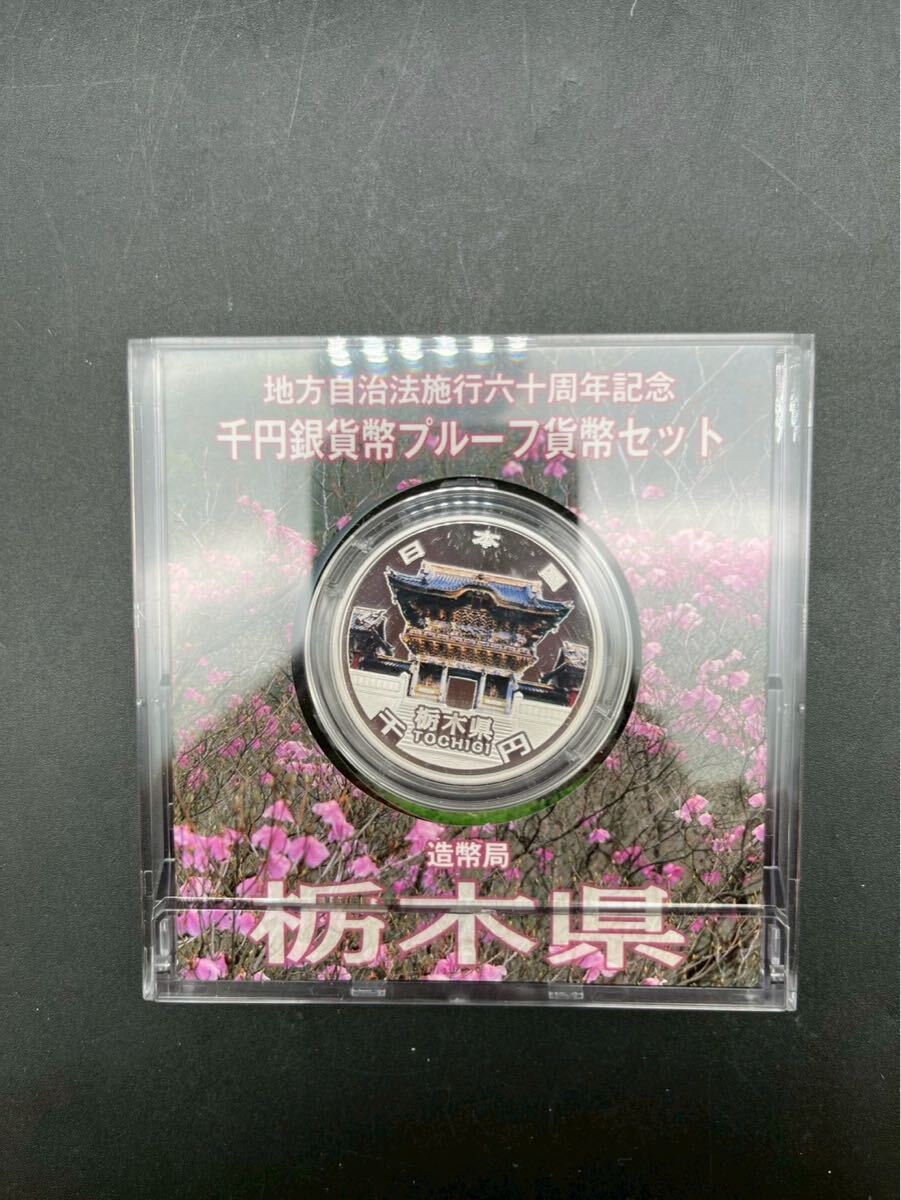 地方自治法施行六十周年記念
千円銀貨幣プルーフ貨幣セット
日本国
栃木県
TOCHIGI
千円
造幣局
栃木県